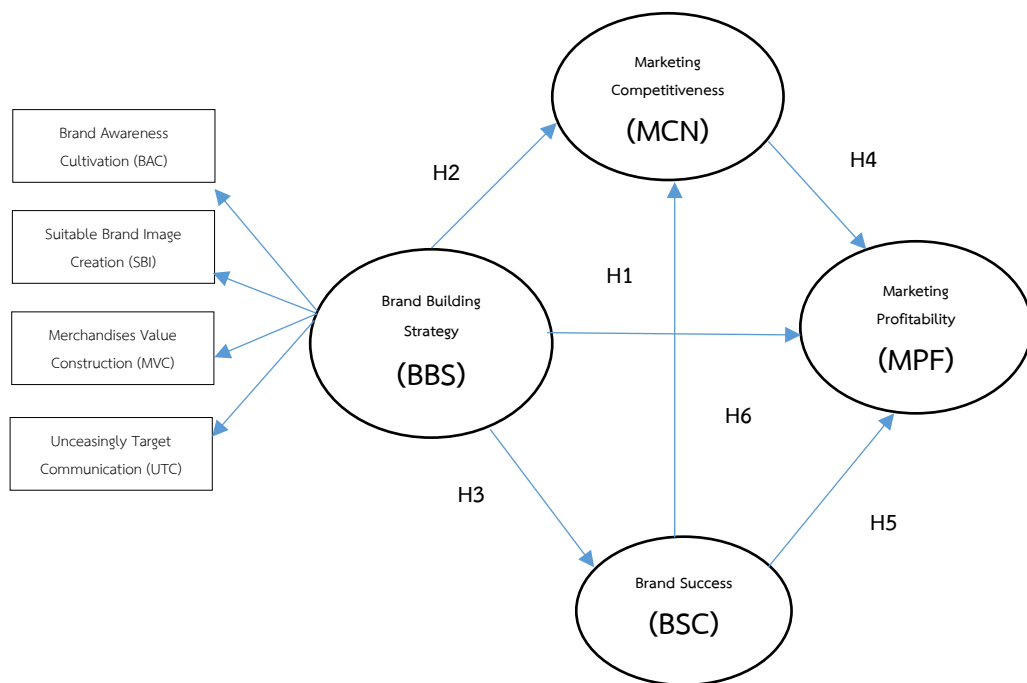 Marketing
Competitiveness
(MCN)
Brand Awareness
Cultivation (BAC)
H2
H4
Suitable Brand Image
Creation (SBI)
H1
Brand Building
Strategy
(BBS)
Marketing
Profitability
(MPF)
Merchandises Value
Construction (MVC)
H6
Unceasingly Target
Communication (UTC)
H3
H5
Brand Success
(BSC)